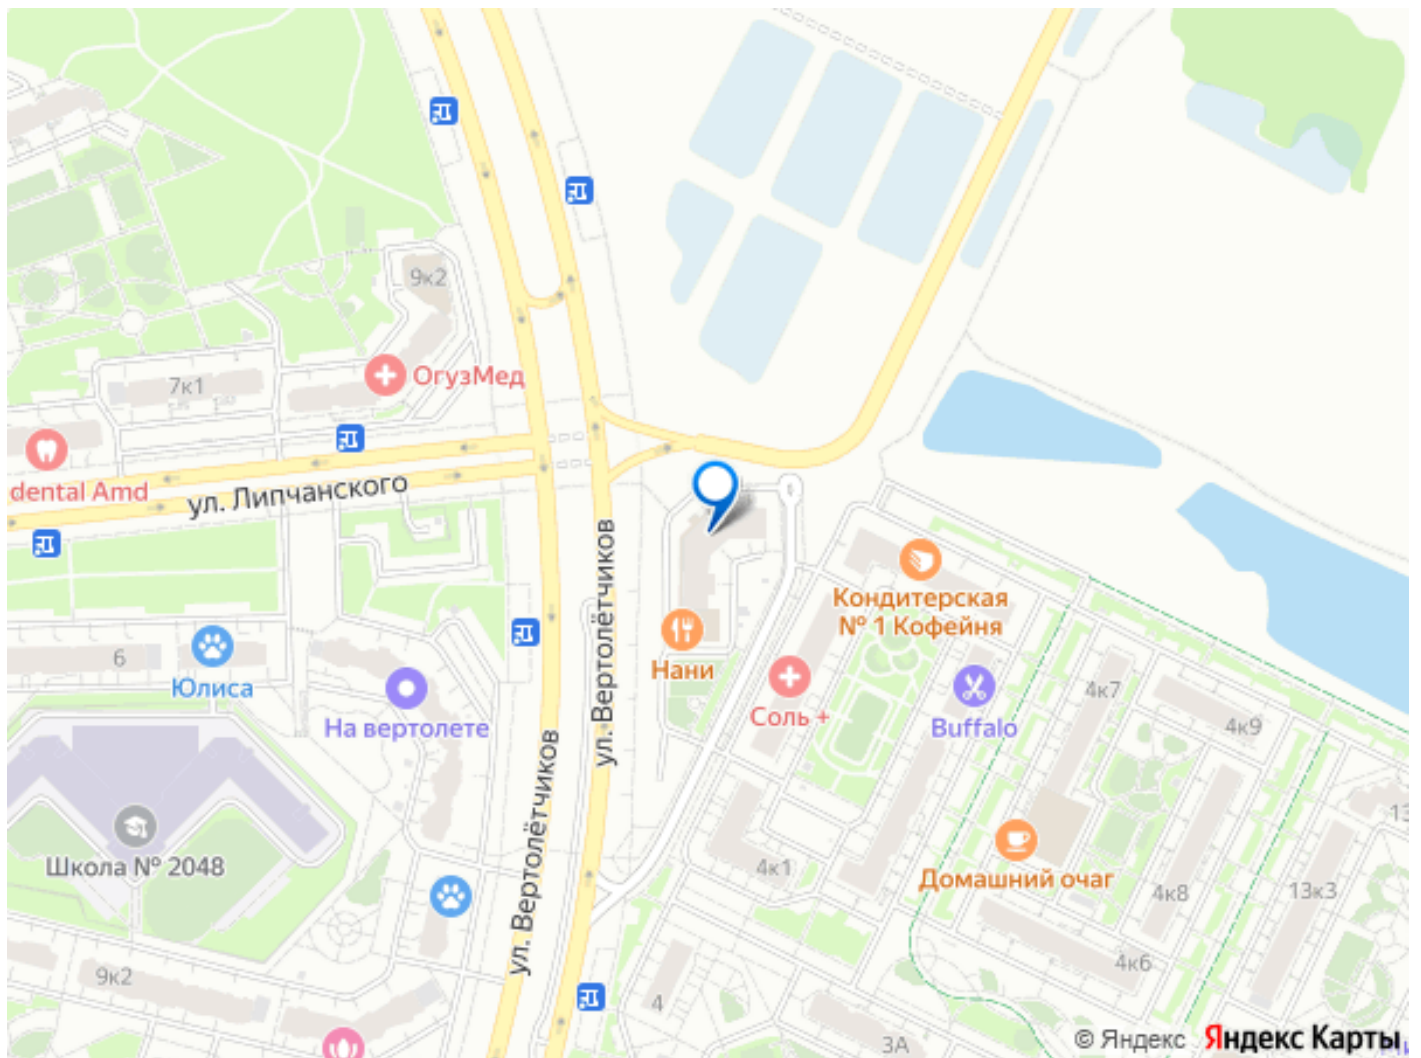 9к2
7к1
ОгузМед
dental Amd
ул. Липчанского
ул. Вертолётчиков
Кондитерская
№ 1 Кофейня
6
Юлиса
На вертолете
Нани
Соль +
Buffalo
4к7
4к9
ул. Вертолётчиков
Школа № 2048
4к1
Домашний очаг
4к8
13к3
13
9к2
4к6
4
3А
© Яндекс Яндекс Карты